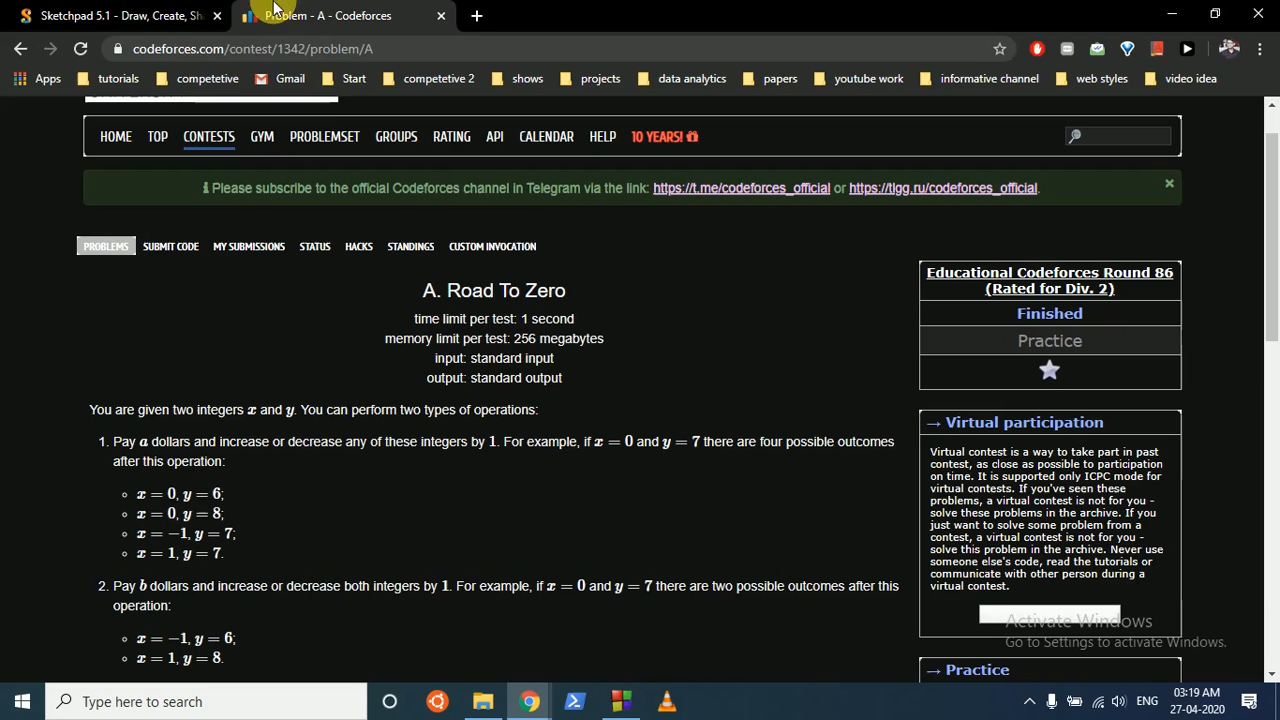 Sketchpad 5.1 - Draw, Create, Sha
Problem - A - Codeforces
codeforces.com/contest/1342/problem/A
Apps tutorials competetive Gmail Start competetive 2 shows projects data analytics papers youtube work informative channel web styles video idea
HOME TOP CONTESTS GYM PROBLEMSET GROUPS RATING API CALENDAR HELP 10 YEARS!
Please subscribe to the official Codeforces channel in Telegram via the link: https://t.me/codeforces_official or https://tlgg.ru/codeforces_official.
PROBLEMS SUBMIT CODE MY SUBMISSIONS STATUS HACKS STANDINGS CUSTOM INVOCATION
A. Road To Zero
time limit per test: 1 second
memory limit per test: 256 megabytes
input: standard input
output: standard output
You are given two integers x and y. You can perform two types of operations:
1. Pay a dollars and increase or decrease any of these integers by 1. For example, if x = 0 and y = 7 there are four possible outcomes
after this operation:
x = 0, y = 6;
x = 0, y = 8;
x = −1, y = 7;
x = 1, y = 7.
2. Pay b dollars and increase or decrease both integers by 1. For example, if x = 0 and y = 7 there are two possible outcomes after this
operation:
x = −1, y = 6;
x = 1, y = 8.
Educational Codeforces Round 86
(Rated for Div. 2)
Finished
Practice
→ Virtual participation
Virtual contest is a way to take part in past
contest, as close as possible to participation
on time. It is supported only ICPC mode for
virtual contests. If you've seen these
problems, a virtual contest is not for you -
solve these problems in the archive. If you
just want to solve some problem from a
contest, a virtual contest is not for you -
solve this problem in the archive. Never use
someone else's code, read the tutorials or
communicate with other person during a
virtual contest.
Activate Windows
Go to Settings to activate Windows.
→ Practice
Type here to search
ENG
03:19 AM
27-04-2020